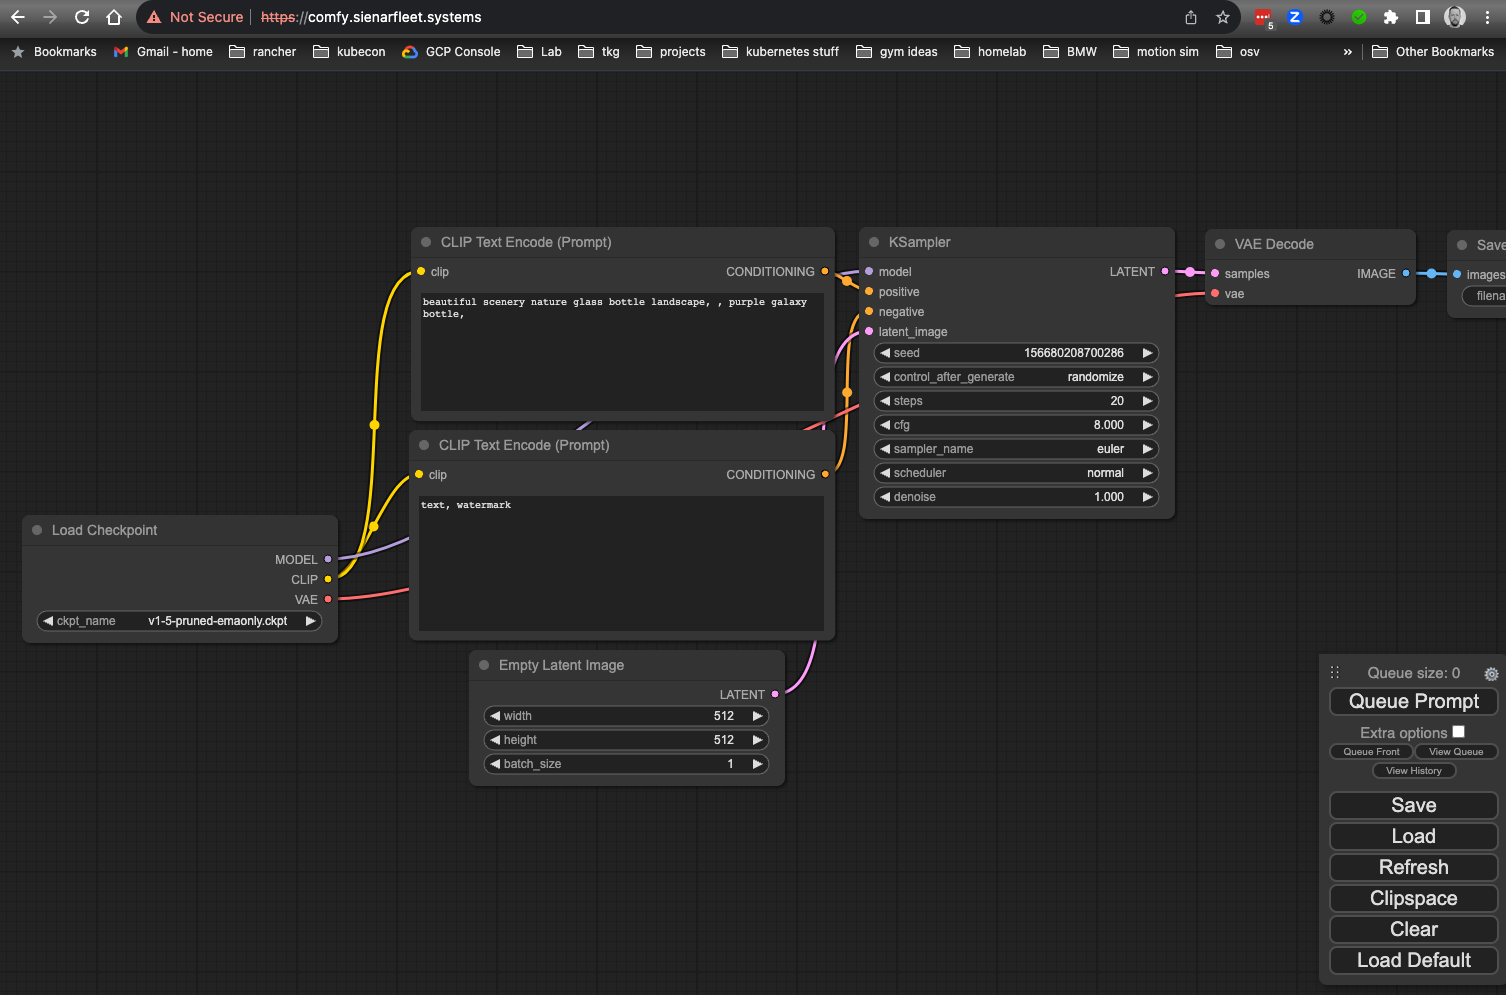 Not Secure https://comfy.sienarfleet.systems
5
Bookmarks Gmail - home rancher kubecon GCP Console Lab tkg projects kubernetes stuff gym ideas homelab BMW motion sim osv » Other Bookmarks
CLIP Text Encode (Prompt)
clip CONDITIONING
beautiful scenery nature glass bottle landscape, , purple galaxy
bottle,
CLIP Text Encode (Prompt)
clip CONDITIONING
text, watermark
Load Checkpoint
MODEL
CLIP
VAE
ckpt_name v1-5-pruned-emaonly.ckpt
Empty Latent Image
LATENT
width 512
height 512
batch_size 1
KSampler
model LATENT
positive
negative
latent_image
seed 156680208700286
control_after_generate randomize
steps 20
cfg 8.000
sampler_name euler
scheduler normal
denoise 1.000
VAE Decode
samples IMAGE
vae
Save
images
filena
Queue size: 0
Queue Prompt
Extra options
Queue Front View Queue
View History
Save
Load
Refresh
Clipspace
Clear
Load Default